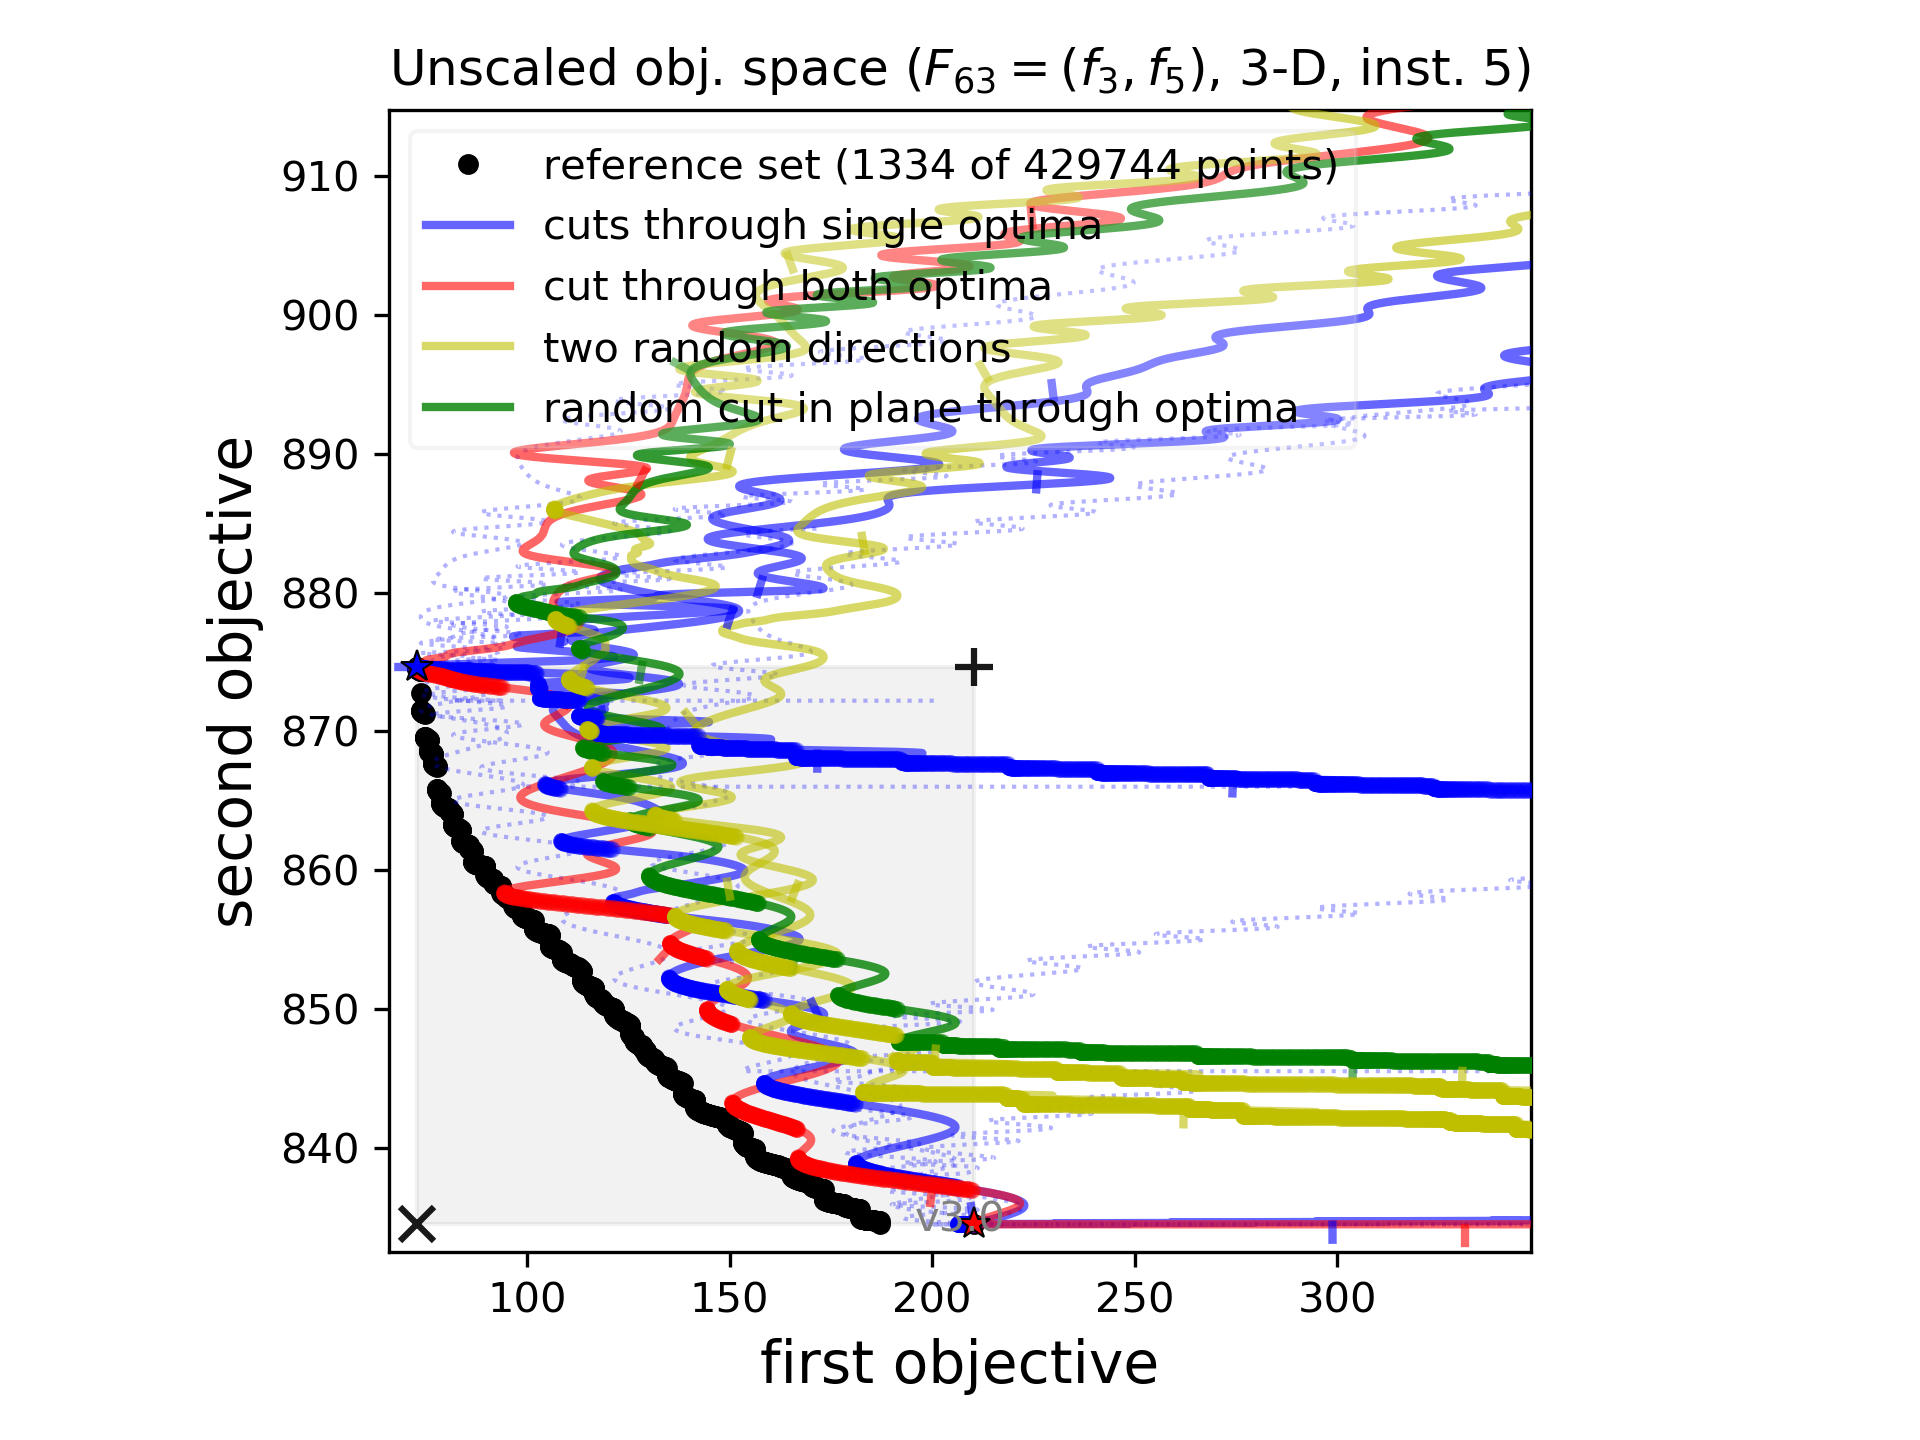 Unscaled obj. space (F63 = (f3, f5), 3-D, inst. 5)
reference set (1334 of 429744 points)
cuts through single optima
cut through both optima
two random directions
random cut in plane through optima
910
900
890
880
870
860
850
840
second objective
v3.0
100 150 200 250 300
first objective